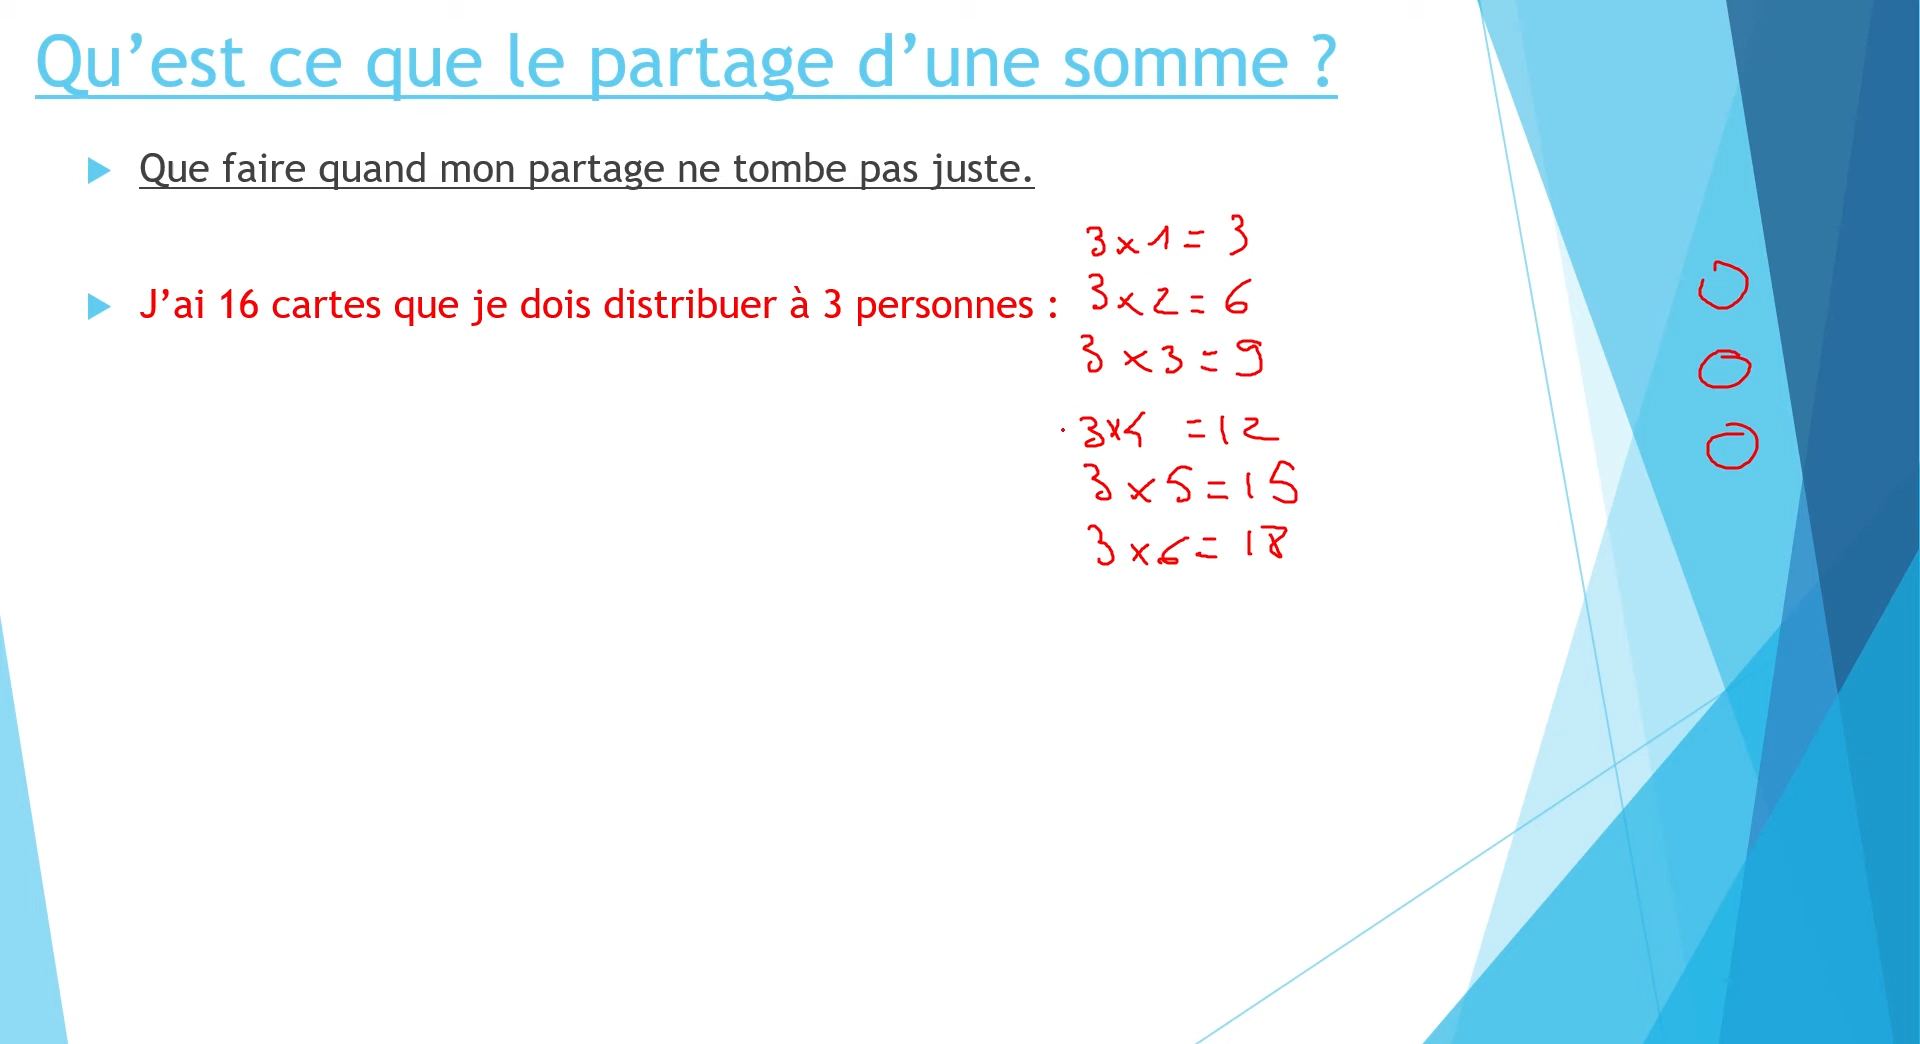 Qu’est ce que le partage d’une somme ?
Que faire quand mon partage ne tombe pas juste.
J’ai 16 cartes que je dois distribuer à 3 personnes :
3 x 1 = 3
3 x 2 = 6
3 x 3 = 9
3 x 4 = 12
3 x 5 = 15
3 x 6 = 18